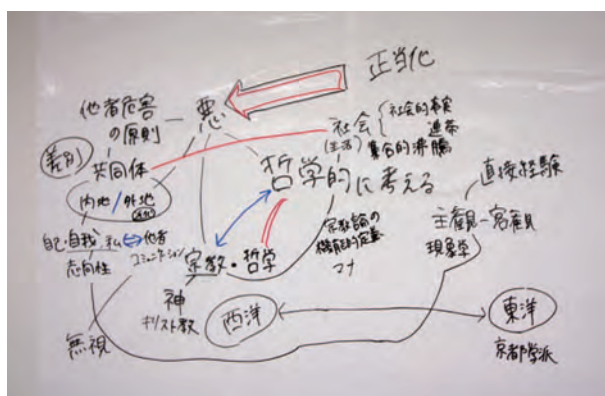 正当化
他者危害
の原則
悪
社会
(生活)
社会的事実
連帯
集合的沸騰
差別
共同体
内地/外地
哲学的に考える
直接経験
主観-客観
現象学
自己・自我、私⇔他者
コミュニケーション
志向性
宗教・哲学
宗教論の
機能的定義
マナ
神
キリスト教
西洋
東洋
京都学派
無視